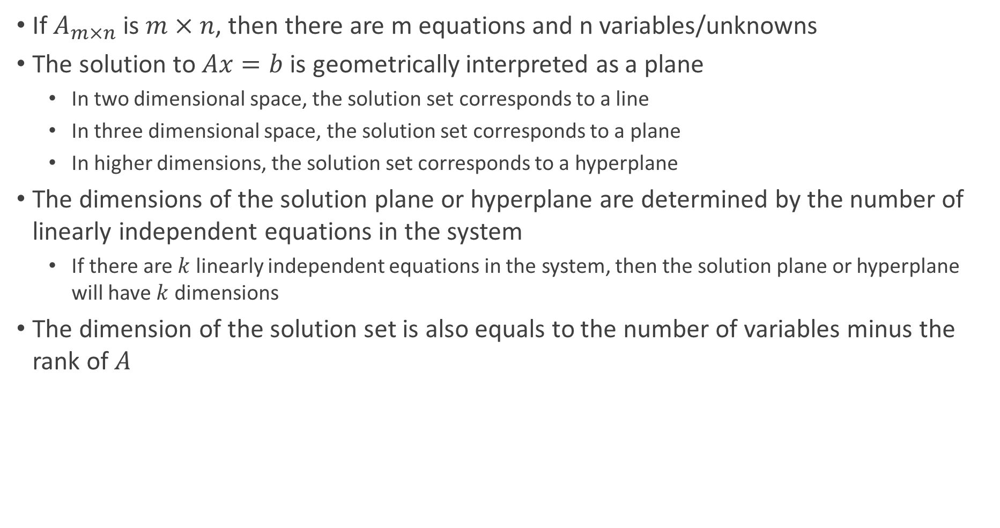 • If $A_{m \times n}$ is $m \times n$, then there are m equations and n variables/unknowns
• The solution to $Ax = b$ is geometrically interpreted as a plane
• In two dimensional space, the solution set corresponds to a line
• In three dimensional space, the solution set corresponds to a plane
• In higher dimensions, the solution set corresponds to a hyperplane
• The dimensions of the solution plane or hyperplane are determined by the number of
linearly independent equations in the system
• If there are $k$ linearly independent equations in the system, then the solution plane or hyperplane
will have $k$ dimensions
• The dimension of the solution set is also equals to the number of variables minus the
rank of $A$